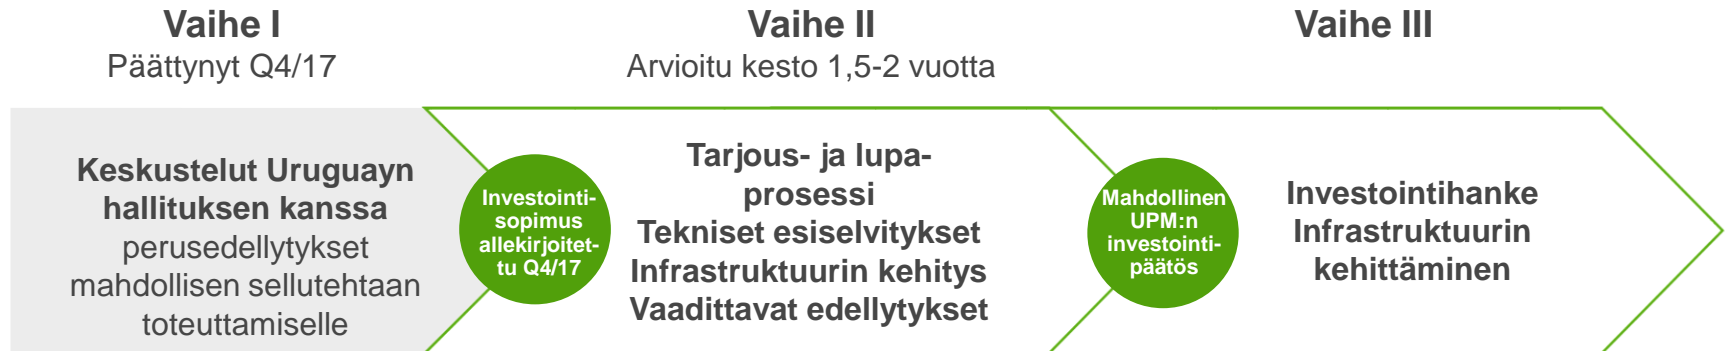 Vaihe I
Päättynyt Q4/17
Vaihe II
Arvioitu kesto 1,5-2 vuotta
Vaihe III
Keskustelut Uruguayn
hallituksen kanssa
perusedellytykset
mahdollisen sellutehtaan
toteuttamiselle
Investointi-
sopimus
allekirjoitet-
tu Q4/17
Tarjous- ja lupa-
prosessi
Tekniset esiselvitykset
Infrastruktuurin kehitys
Vaadittavat edellytykset
Mahdollinen
UPM:n
investointi-
päätös
Investointihanke
Infrastruktuurin
kehittäminen